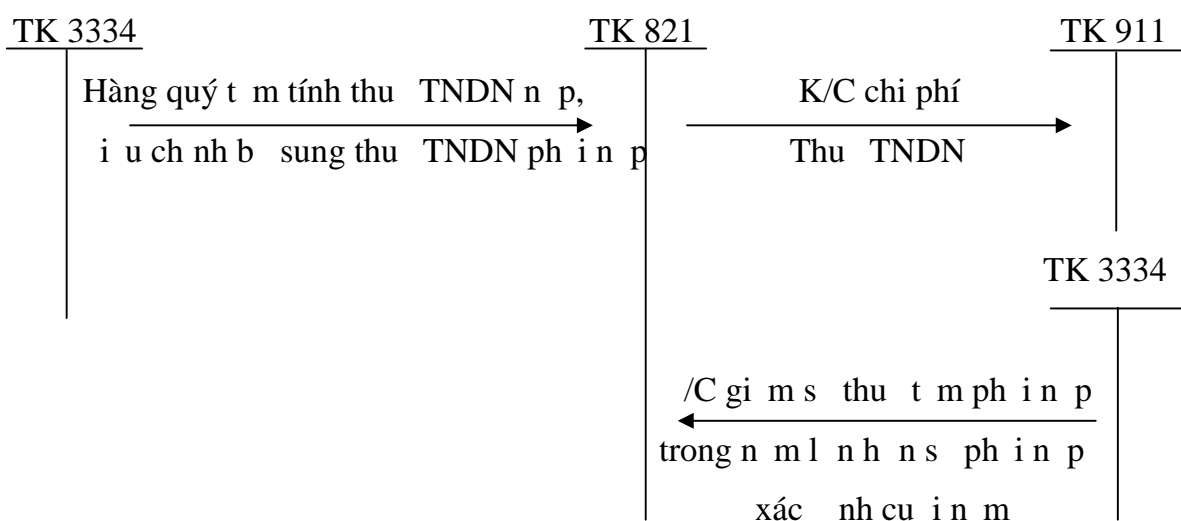 TK 3334 TK 821 TK 911
Hàng quý t m tính thu TNDN n p,
i u ch nh b sung thu TNDN ph i n p
K/C chi phí
Thu TNDN
TK 3334
/C gi m s thu t m ph i n p
trong n m l n h n s ph i n p
xác nh cu i n m